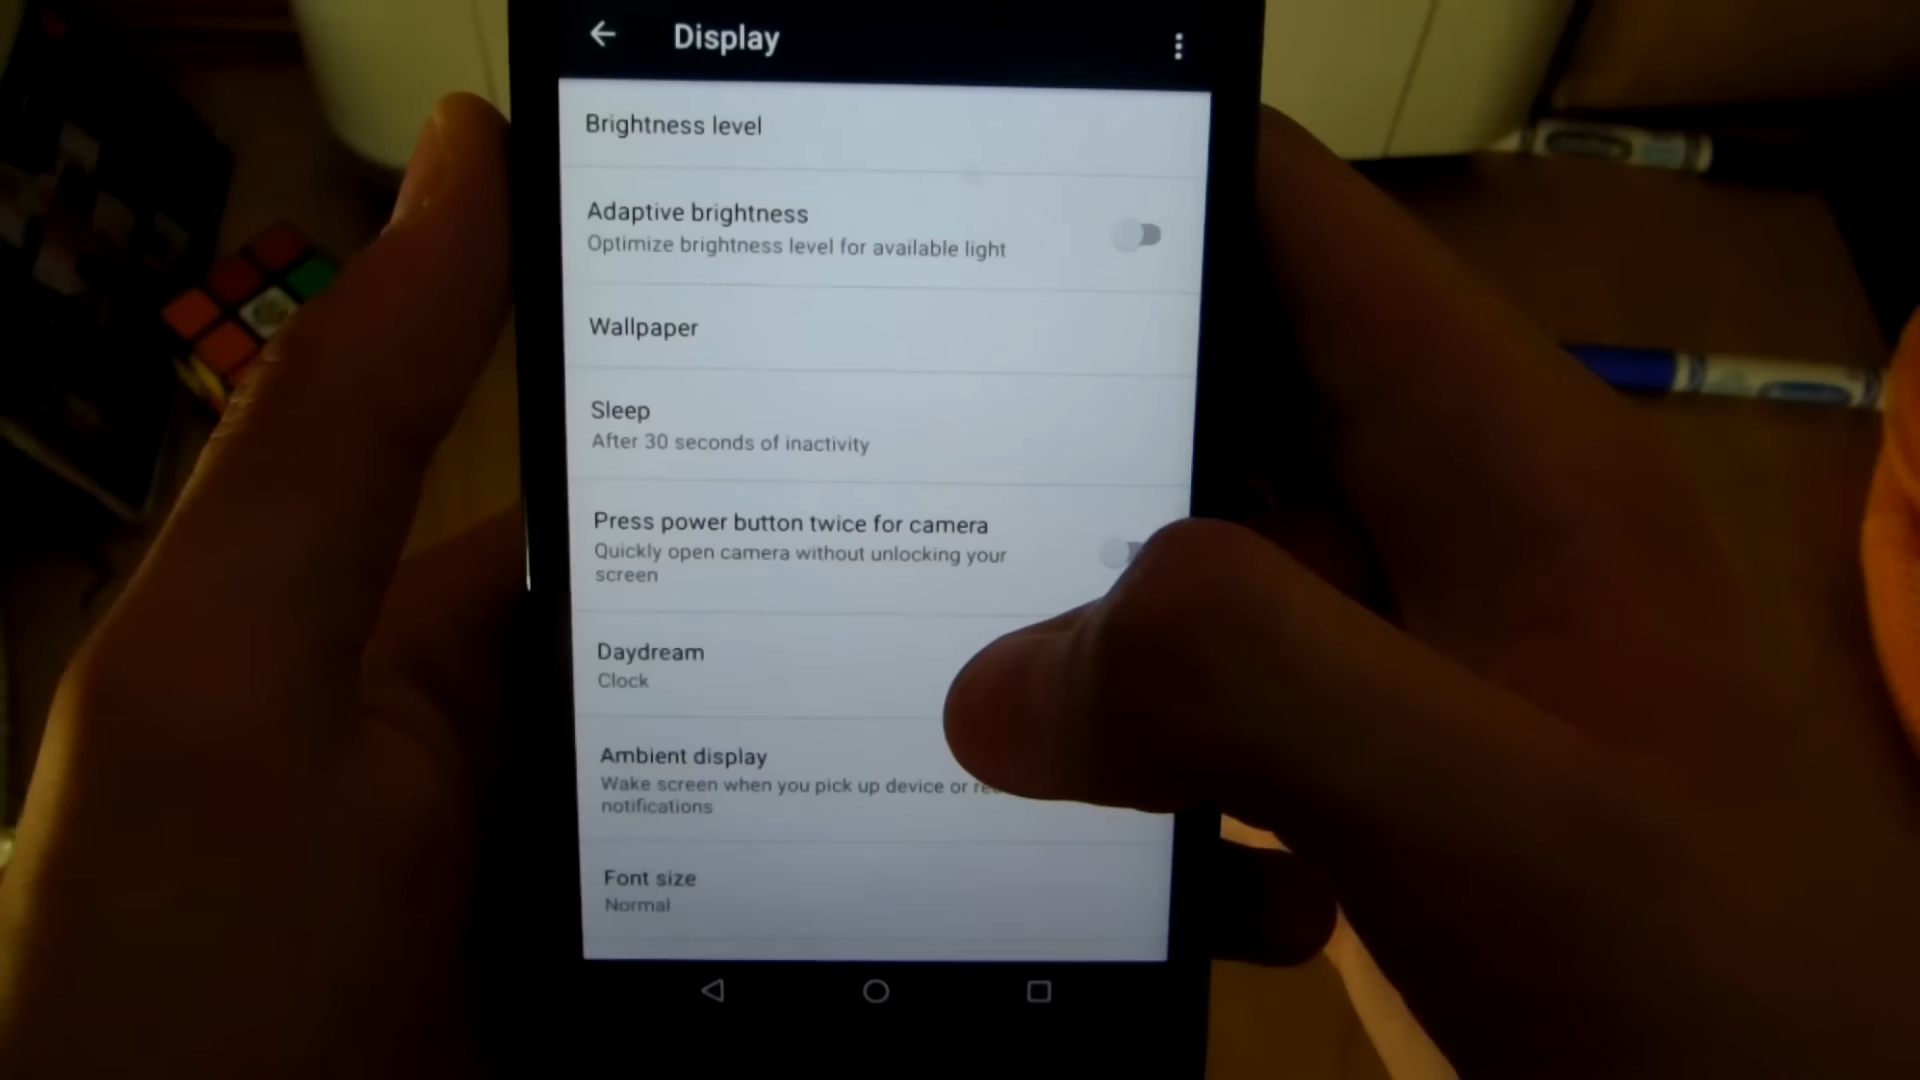 Display
Brightness level
Adaptive brightness
Optimize brightness level for available light
Wallpaper
Sleep
After 30 seconds of inactivity
Press power button twice for camera
Quickly open camera without unlocking your
screen
Daydream
Clock
Ambient display
Wake screen when you pick up device or
notifications
Font size
Normal